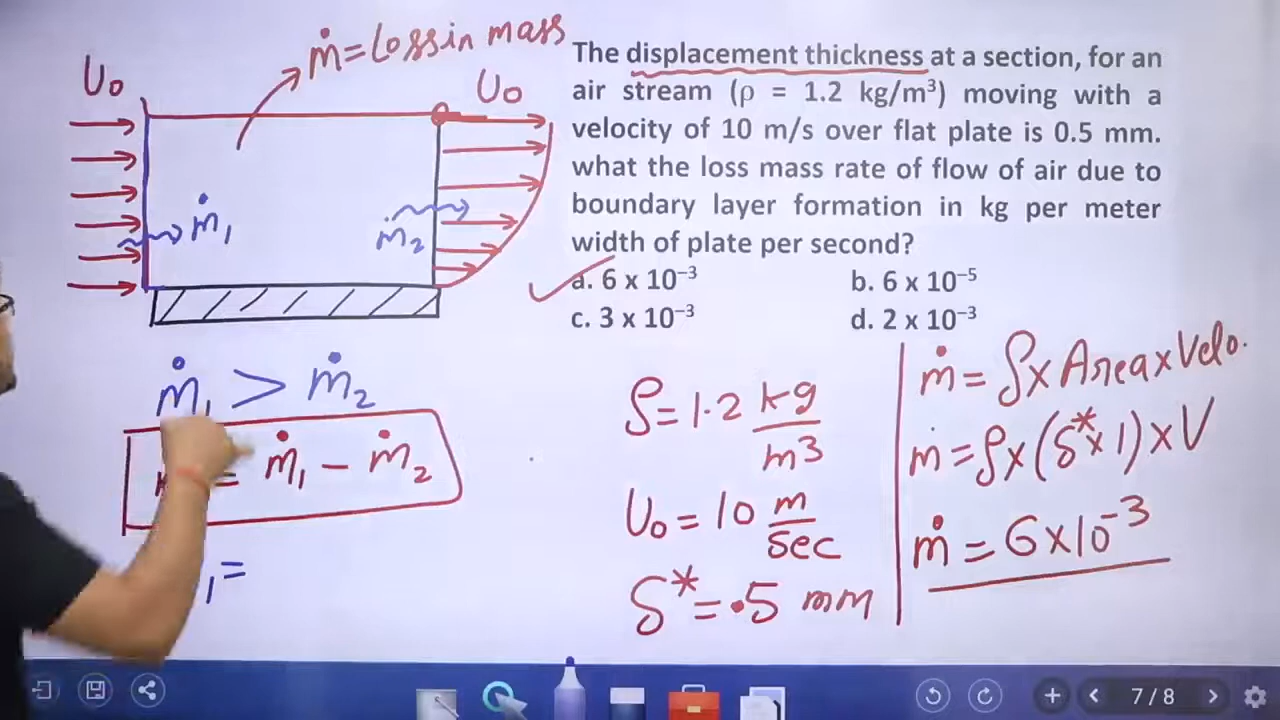 ṁ = Loss in mass
U₀
U₀
ṁ₁
ṁ₂
The displacement thickness at a section, for an
air stream (ρ = 1.2 kg/m³) moving with a
velocity of 10 m/s over flat plate is 0.5 mm.
what the loss mass rate of flow of air due to
boundary layer formation in kg per meter
width of plate per second?
a. 6 x 10⁻³
b. 6 x 10⁻⁵
c. 3 x 10⁻³
d. 2 x 10⁻³
ṁ₁ > ṁ₂
= ṁ₁ − ṁ₂
₁ =
ρ = 1.2 kg/m³
U₀ = 10 m/sec
δ* = .5 mm
ṁ = ρ x Area x Velo.
ṁ = ρ x (δ* x 1) x V
ṁ = 6 x 10⁻³
7 / 8